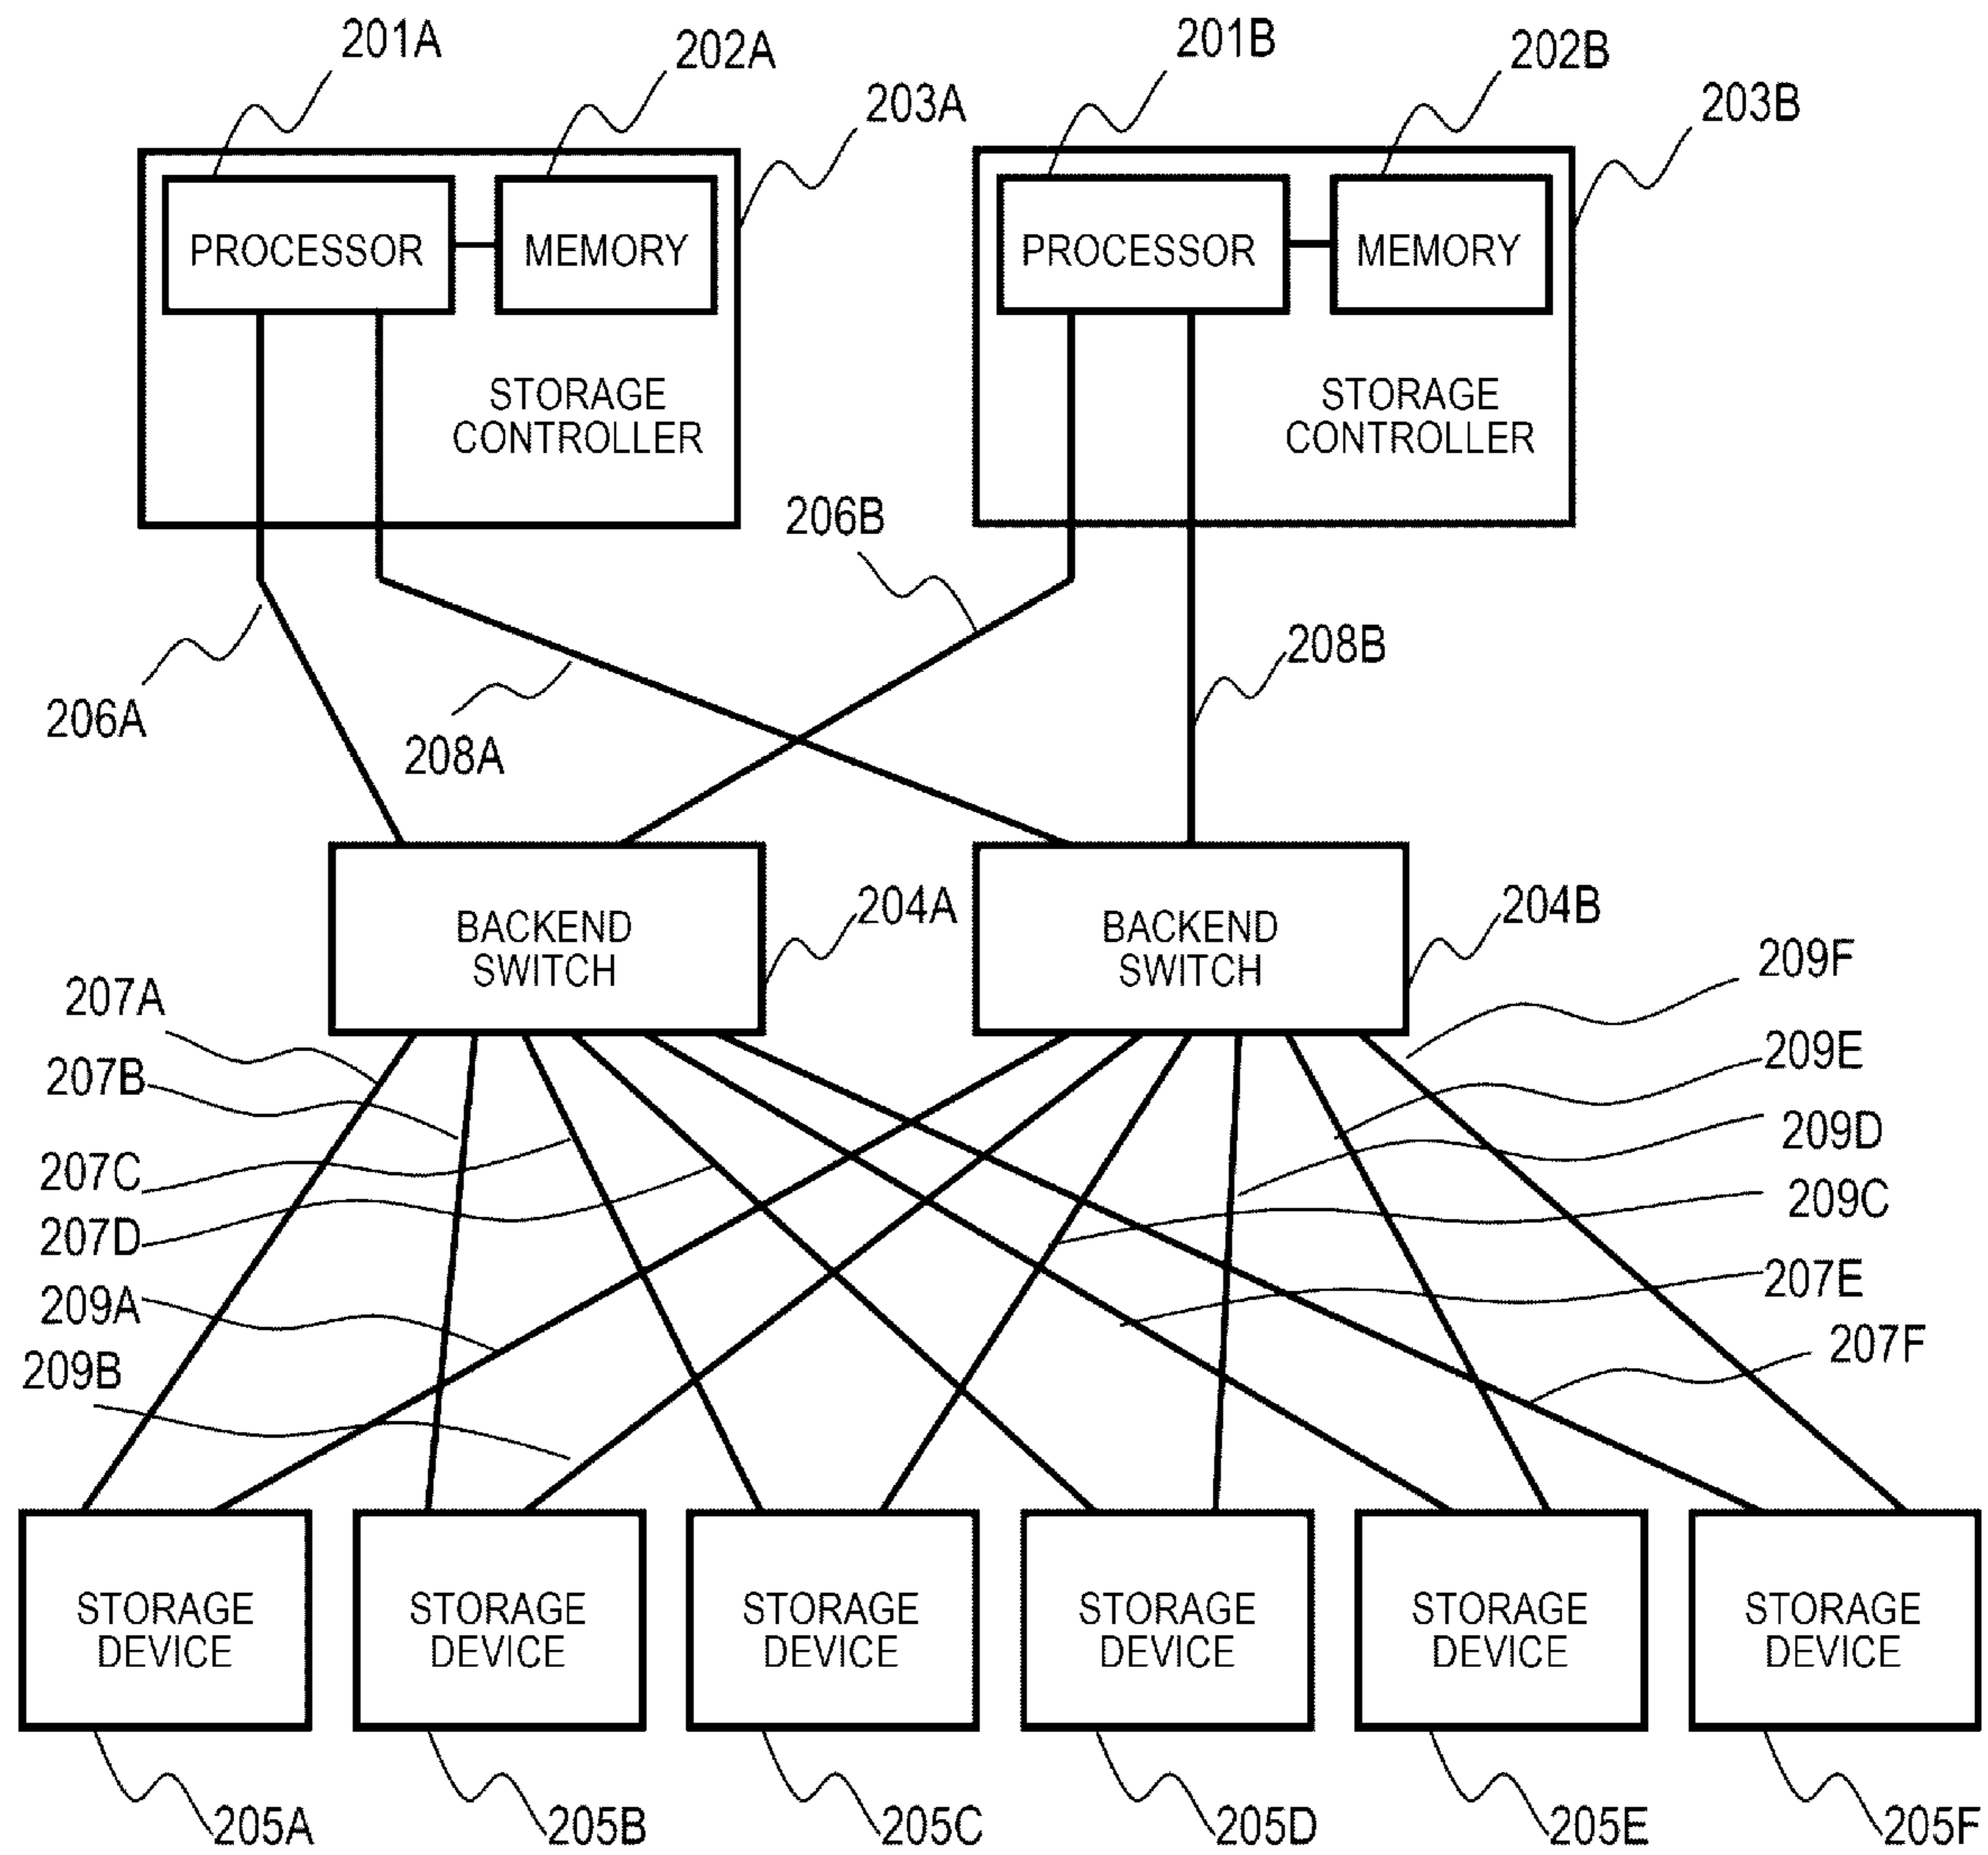 201A
202A
203A
201B
202B
203B
PROCESSOR
MEMORY
STORAGE
CONTROLLER
PROCESSOR
MEMORY
STORAGE
CONTROLLER
206B
208B
206A
208A
BACKEND
SWITCH
204A
BACKEND
SWITCH
204B
207A
207B
207C
207D
209A
209B
209F
209E
209D
209C
207E
207F
STORAGE
DEVICE
STORAGE
DEVICE
STORAGE
DEVICE
STORAGE
DEVICE
STORAGE
DEVICE
STORAGE
DEVICE
205A
205B
205C
205D
205E
205F